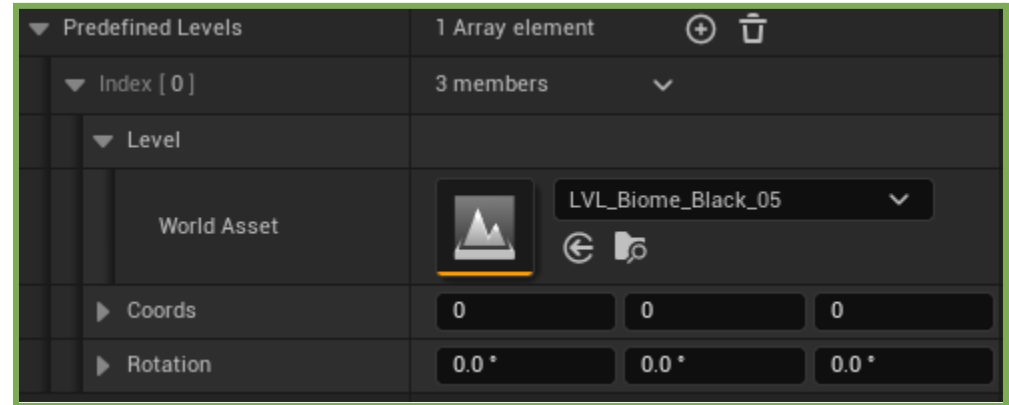 Predefined Levels 1 Array element
Index [ 0 ] 3 members
Level
World Asset LVL_Biome_Black_05
Coords 0 0 0
Rotation 0.0 ° 0.0 ° 0.0 °